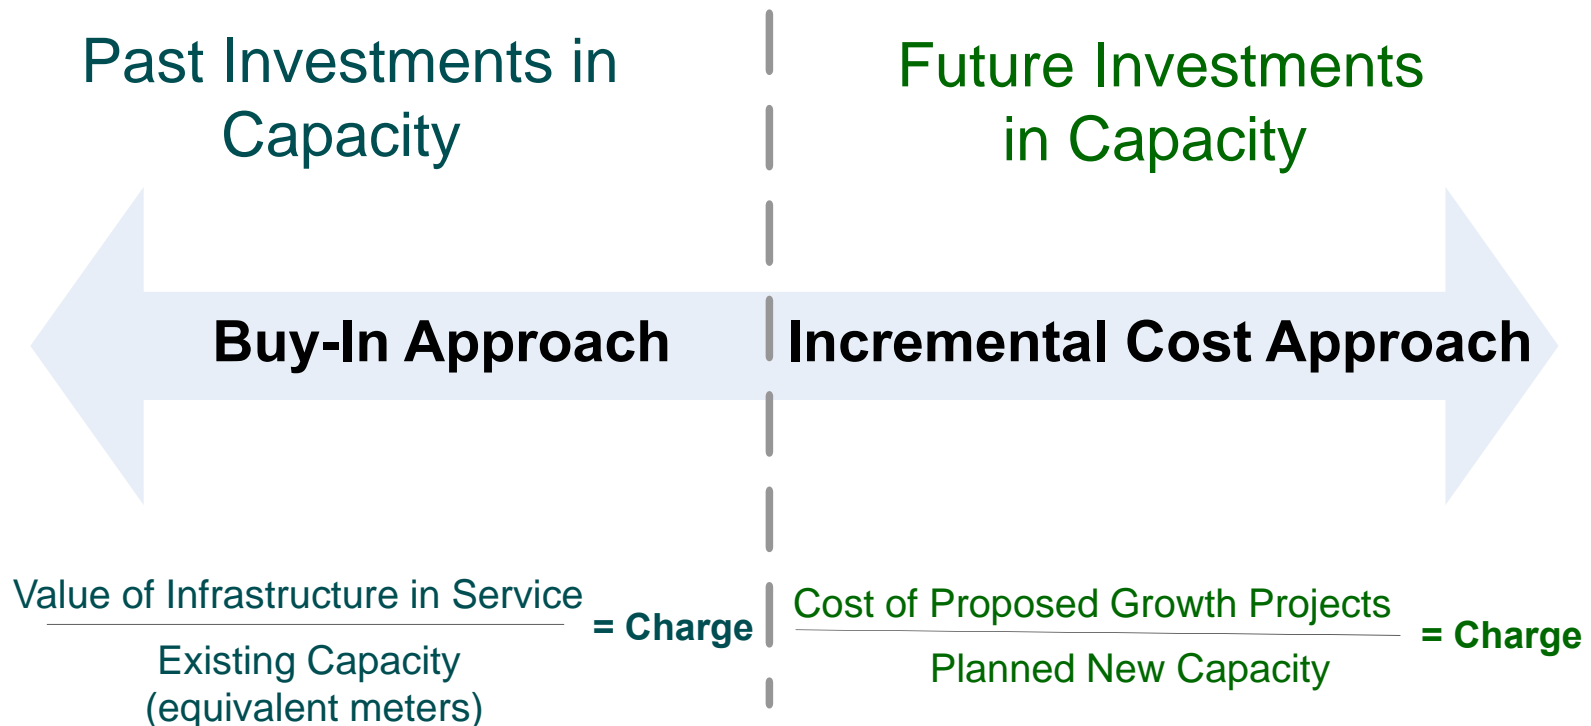 Past Investments in
Capacity
Future Investments
in Capacity
Buy-In Approach
Incremental Cost Approach
Value of Infrastructure in Service
= Charge
Existing Capacity
(equivalent meters)
Cost of Proposed Growth Projects
= Charge
Planned New Capacity